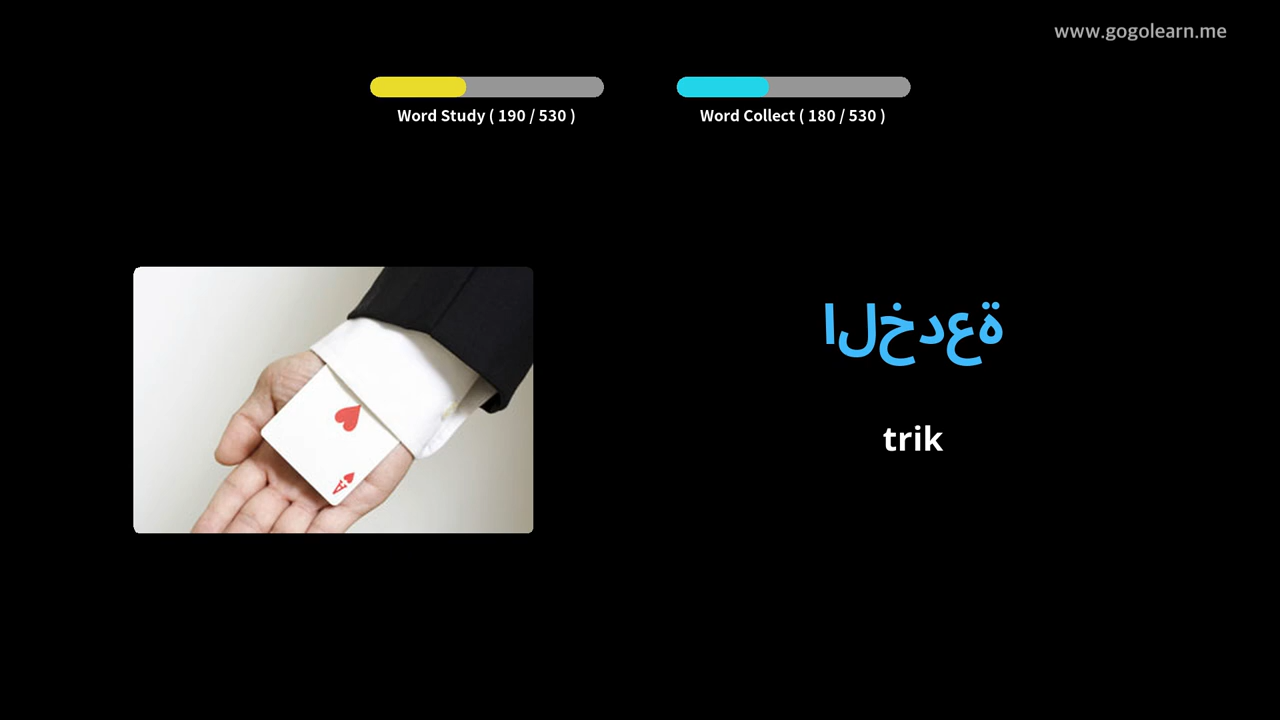 www.gogolearn.me
Word Study ( 190 / 530 )
Word Collect ( 180 / 530 )
الخدعة
trik
A